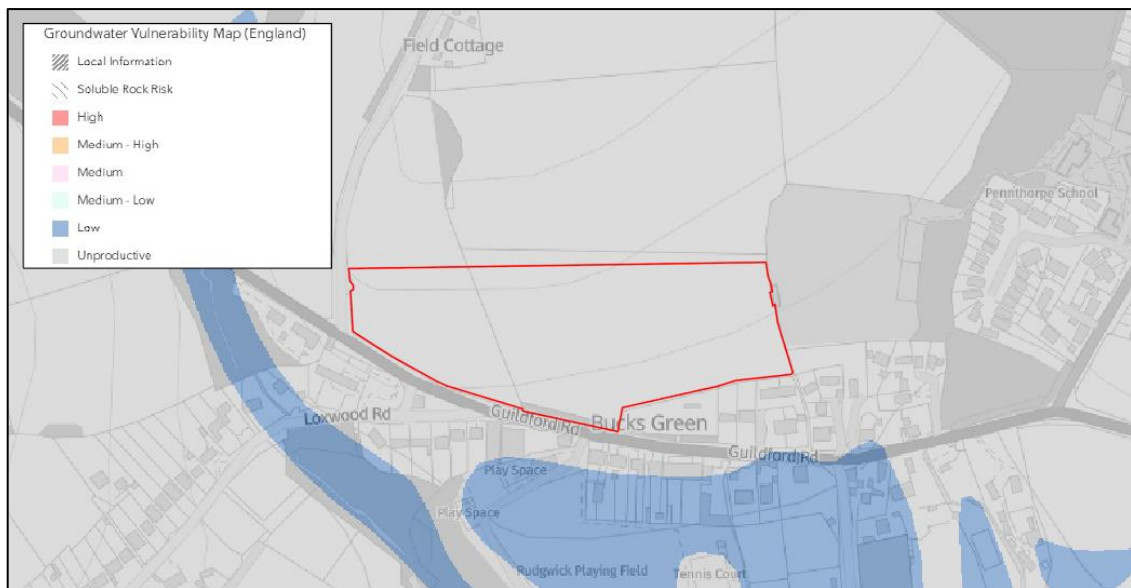 Groundwater Vulnerability Map (England)
Local Information
Soluble Rock Risk
High
Medium - High
Medium
Medium - Low
Low
Unproductive
Field Cottage
Pennthorpe School
Loxwood Rd
Guildford Rd
Bucks Green
Guildford Rd
Play Space
Play Space
Rudgwick Playing Field
Tennis Court